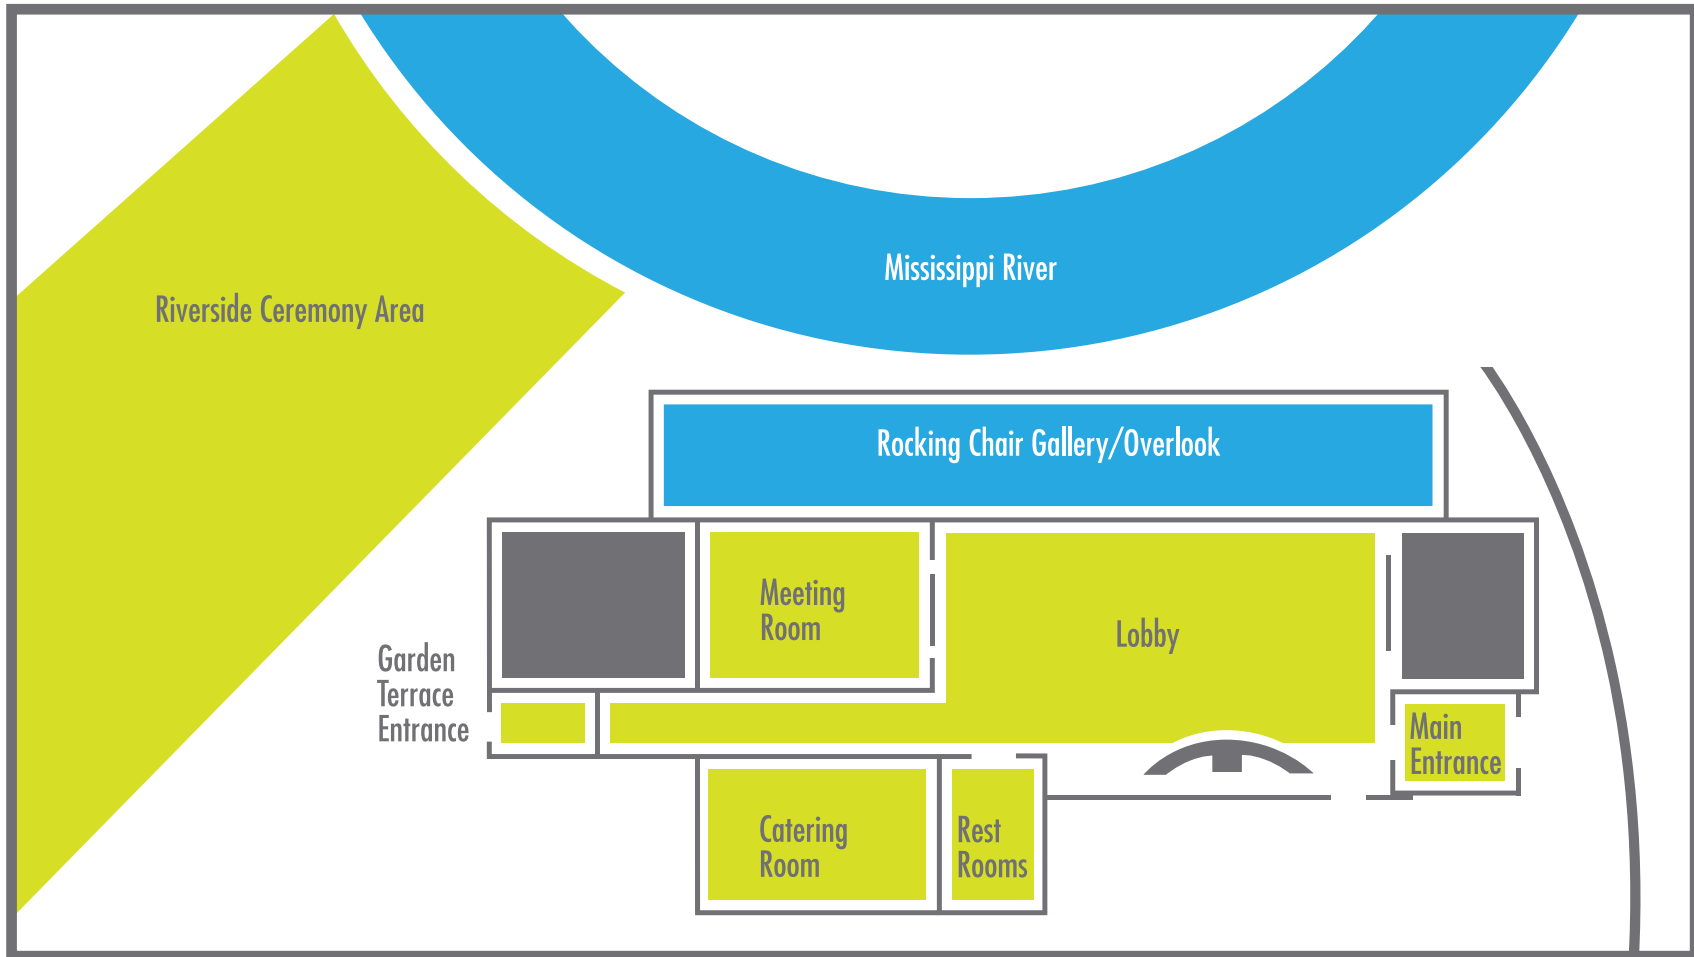 Mississippi River
Riverside Ceremony Area
Rocking Chair Gallery/Overlook
Meeting
Room
Lobby
Garden
Terrace
Entrance
Main
Entrance
Catering
Room
Rest
Rooms